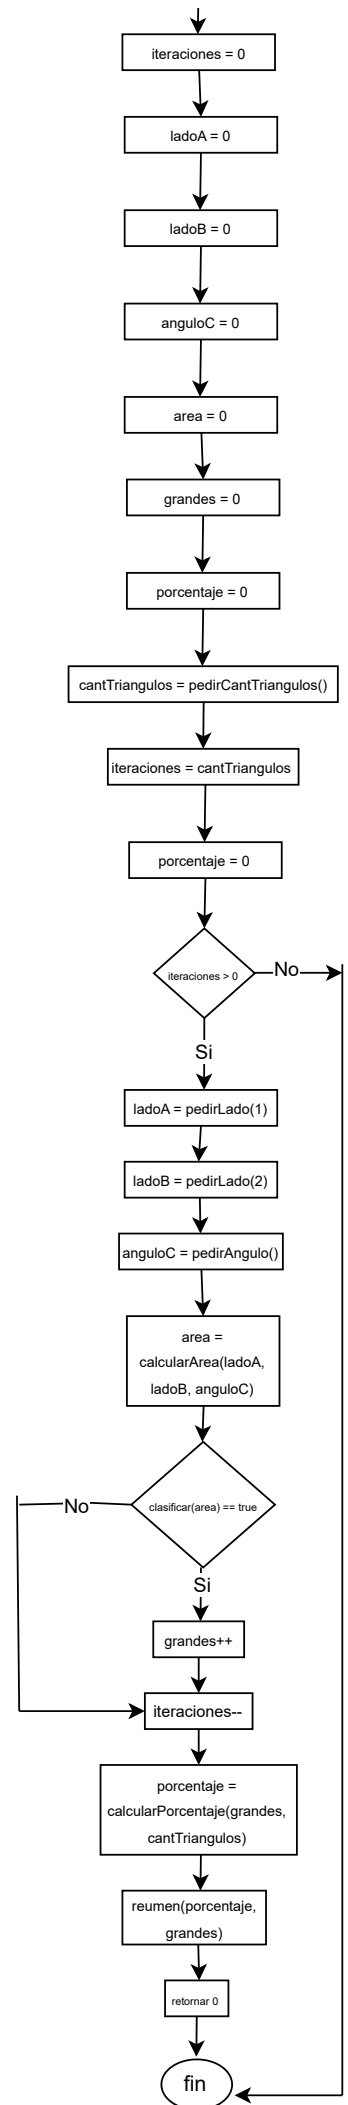 iteraciones = 0
ladoA = 0
ladoB = 0
anguloC = 0
area = 0
grandes = 0
porcentaje = 0
cantTriangulos = pedirCantTriangulos()
iteraciones = cantTriangulos
porcentaje = 0
iteraciones > 0
No
Si
ladoA = pedirLado(1)
ladoB = pedirLado(2)
anguloC = pedirAngulo()
area =
calcularArea(ladoA,
ladoB, anguloC)
clasificar(area) == true
No
Si
grandes++
iteraciones--
porcentaje =
calcularPorcentaje(grandes,
cantTriangulos)
reumen(porcentaje,
grandes)
retornar 0
fin